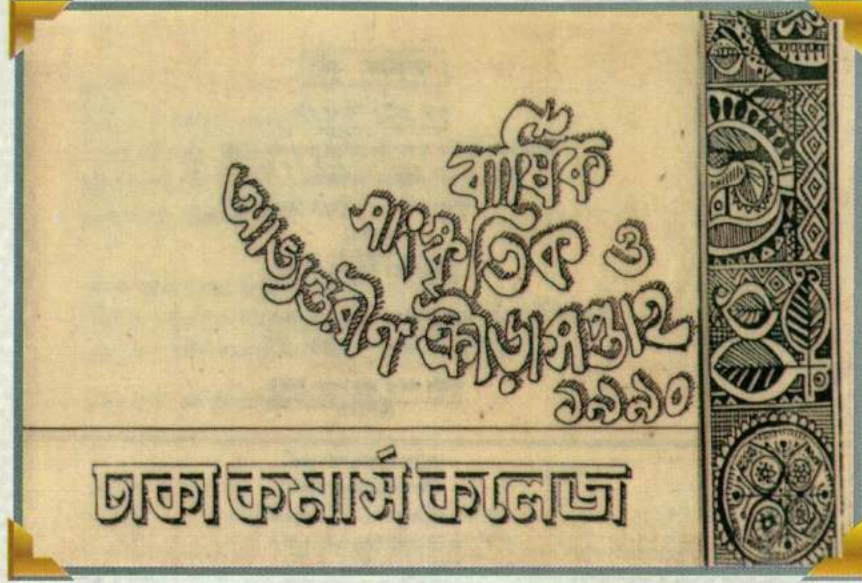 বার্ষিক
সাংস্কৃতিক ও
আভ্যন্তরীণ ক্রীড়া সপ্তাহ
১৯৯০
ঢাকা কমার্স কলেজ